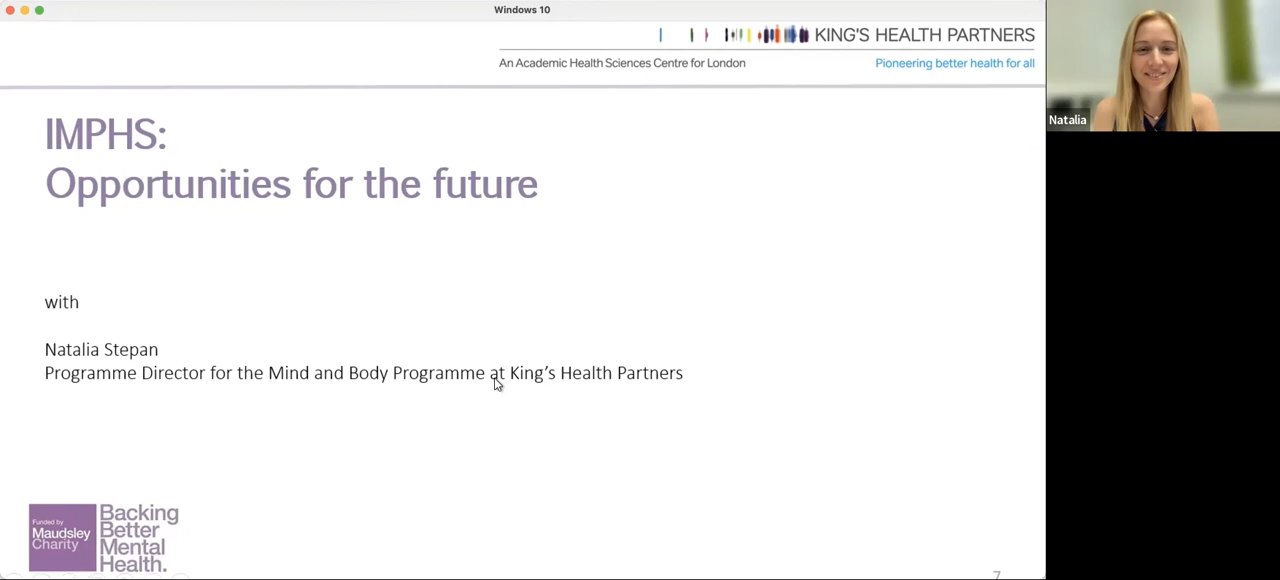 Windows 10
KING'S HEALTH PARTNERS
An Academic Health Sciences Centre for London
Pioneering better health for all
Natalia
IMPHS:
Opportunities for the future
with
Natalia Stepan
Programme Director for the Mind and Body Programme at King's Health Partners
Funded by
Maudsley
Charity
Backing
Better
Mental
Health.
7